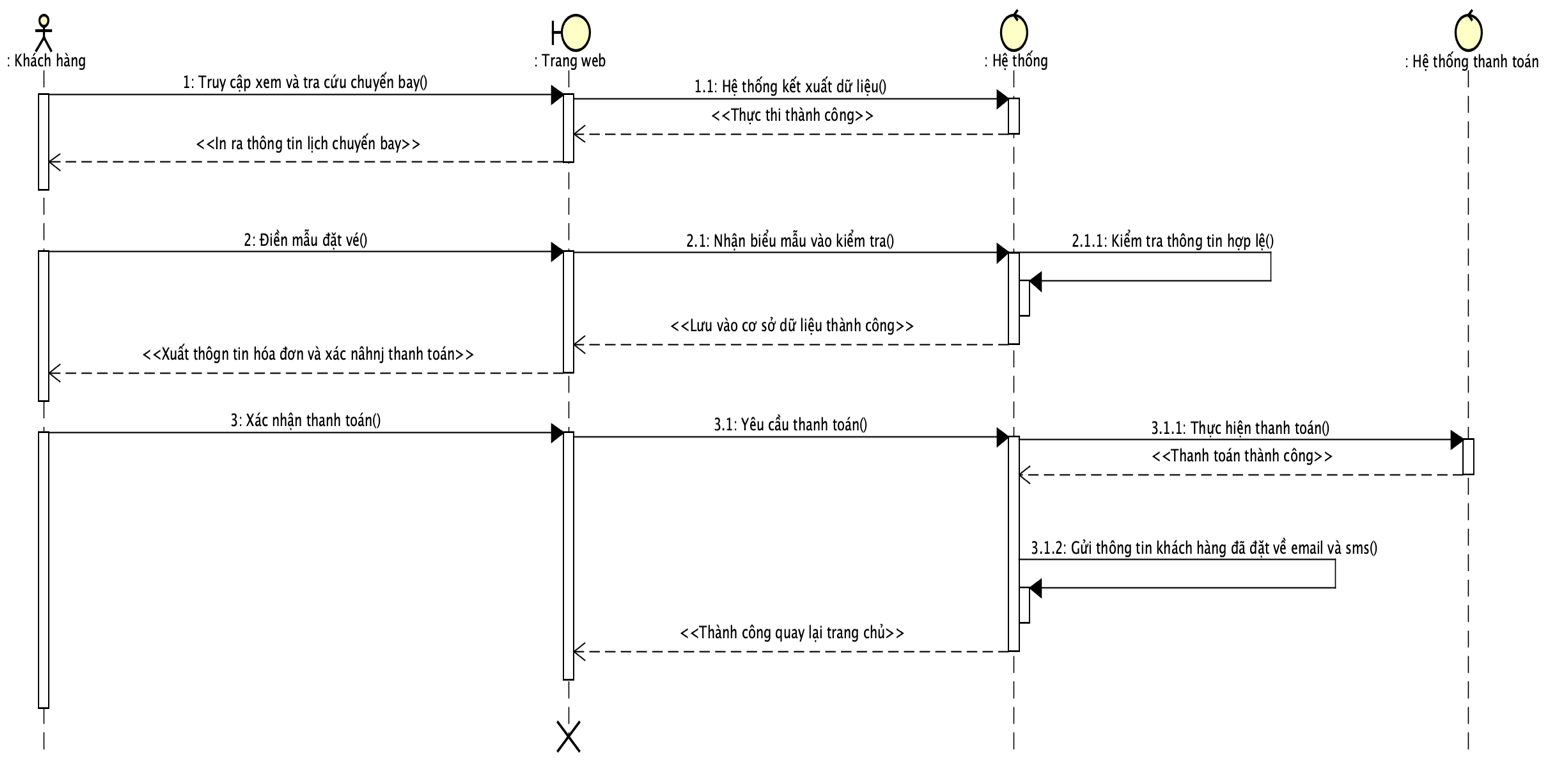 : Khách hàng
: Trang web
: Hệ thống
: Hệ thống thanh toán
1: Truy cập xem và tra cứu chuyến bay()
1.1: Hệ thống kết xuất dữ liệu()
<<Thực thi thành công>>
<<In ra thông tin lịch chuyến bay>>
2: Điền mẫu đặt vé()
2.1: Nhận biểu mẫu vào kiểm tra()
2.1.1: Kiểm tra thông tin hợp lệ()
<<Lưu vào cơ sở dữ liệu thành công>>
<<Xuất thôgn tin hóa đơn và xác nâhnj thanh toán>>
3: Xác nhận thanh toán()
3.1: Yêu cầu thanh toán()
3.1.1: Thực hiện thanh toán()
<<Thanh toán thành công>>
3.1.2: Gửi thông tin khách hàng đã đặt về email và sms()
<<Thành công quay lại trang chủ>>